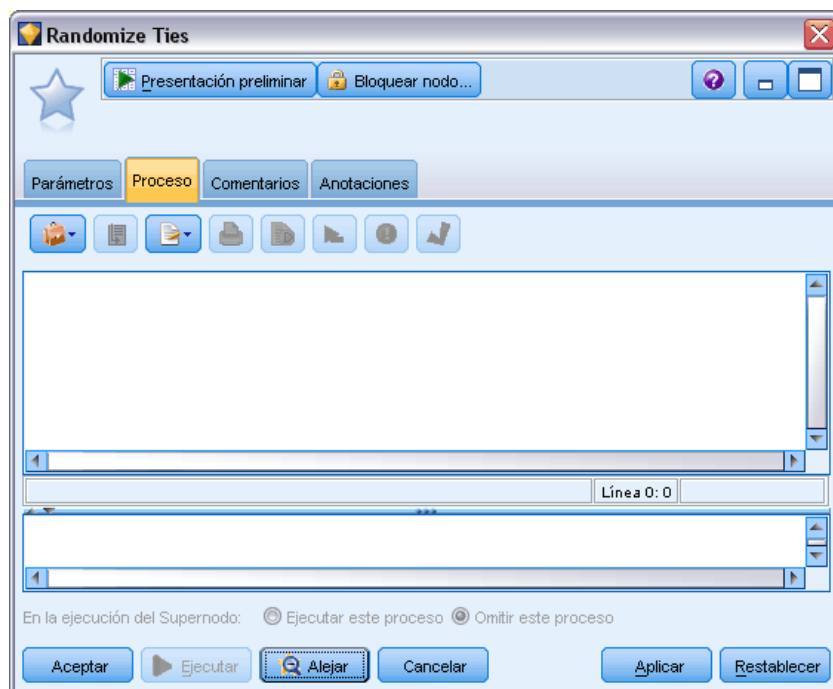 Randomize Ties
Presentación preliminar Bloquear nodo...
Parámetros Proceso Comentarios Anotaciones
Línea 0: 0
En la ejecución del Supernodo: Ejecutar este proceso Omitir este proceso
Aceptar Ejecutar Alejar Cancelar Aplicar Restablecer